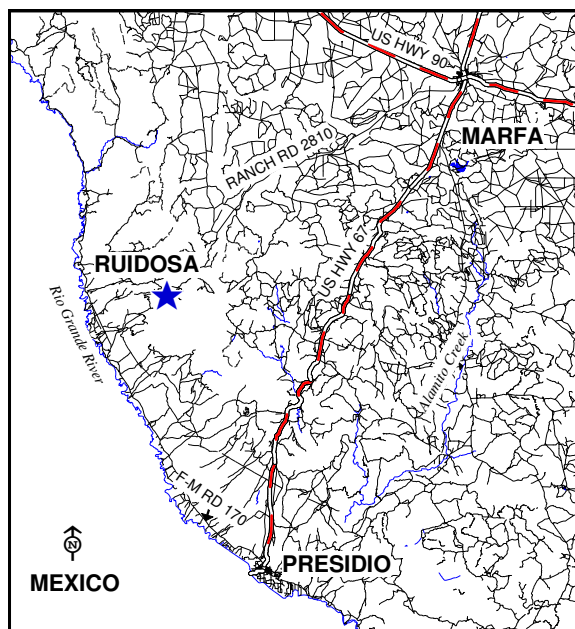 US HWY 90
MARFA
RANCH RD 2810
RUIDOSA
US HWY 67
Rio Grande River
Alamito Creek
F-M RD 170
N
MEXICO
PRESIDIO